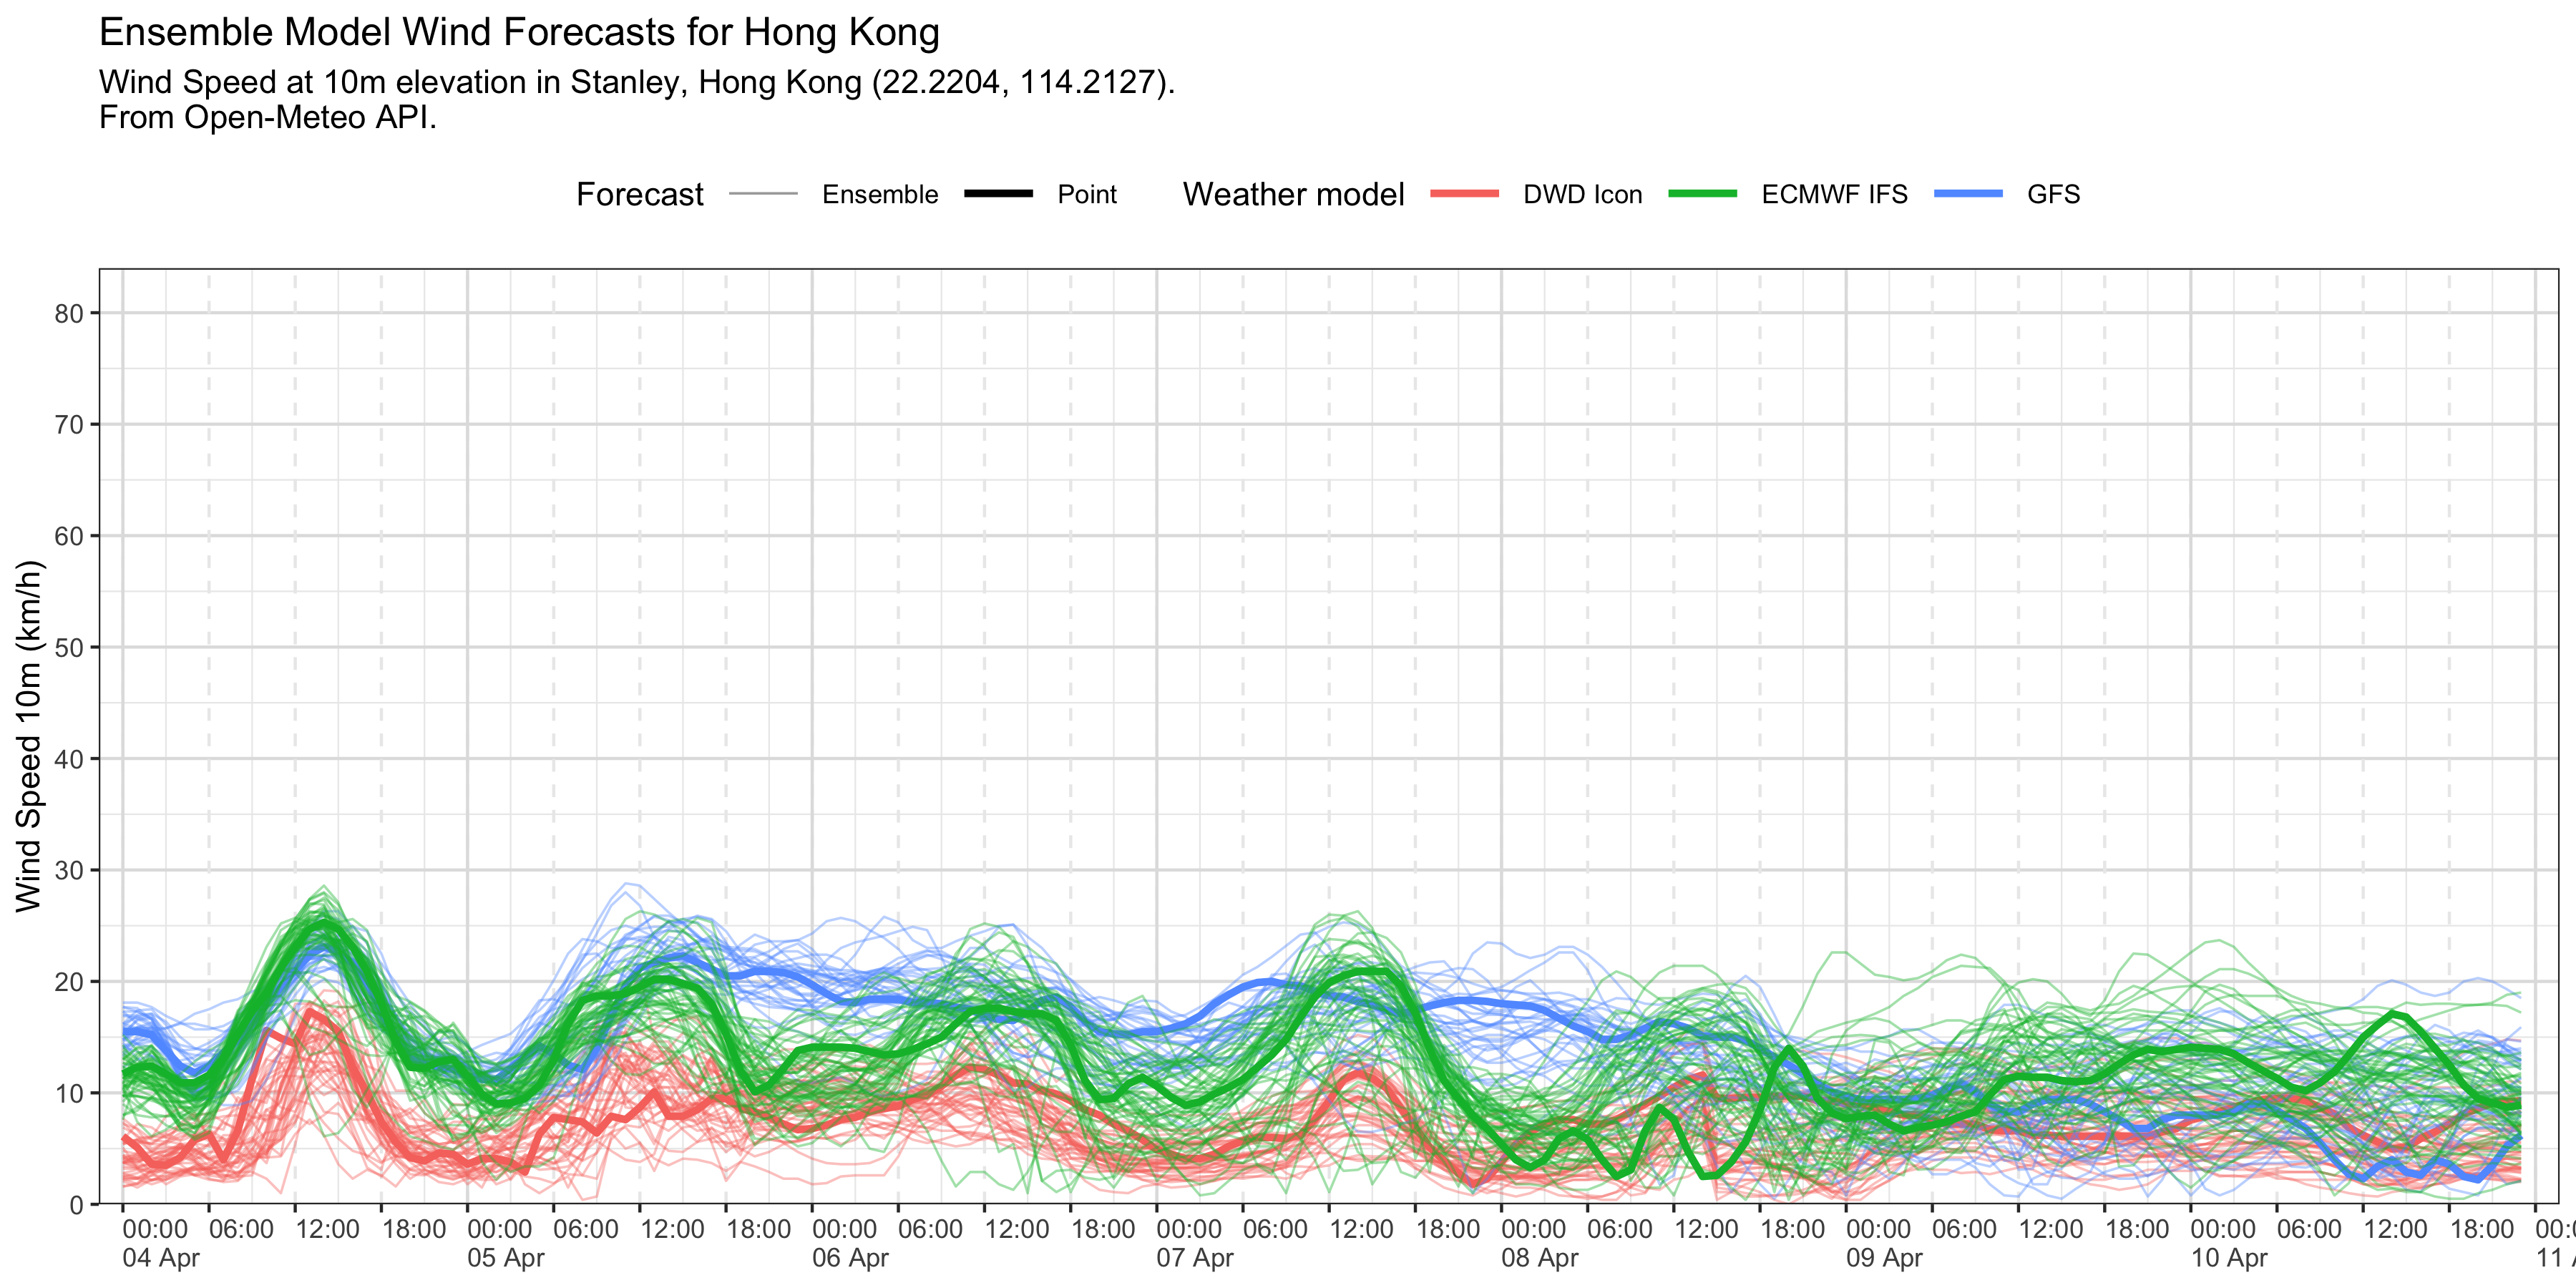 Ensemble Model Wind Forecasts for Hong Kong
Wind Speed at 10m elevation in Stanley, Hong Kong (22.2204, 114.2127).
From Open-Meteo API.
Forecast Ensemble Point Weather model DWD Icon ECMWF IFS GFS
Wind Speed 10m (km/h)
80
70
60
50
40
30
20
10
0
00:00 06:00 12:00 18:00 00:00 06:00 12:00 18:00 00:00 06:00 12:00 18:00 00:00 06:00 12:00 18:00 00:00 06:00 12:00 18:00 00:00 06:00 12:00 18:00 00:00 06:00 12:00 18:00
04 Apr 05 Apr 06 Apr 07 Apr 08 Apr 09 Apr 10 Apr 11